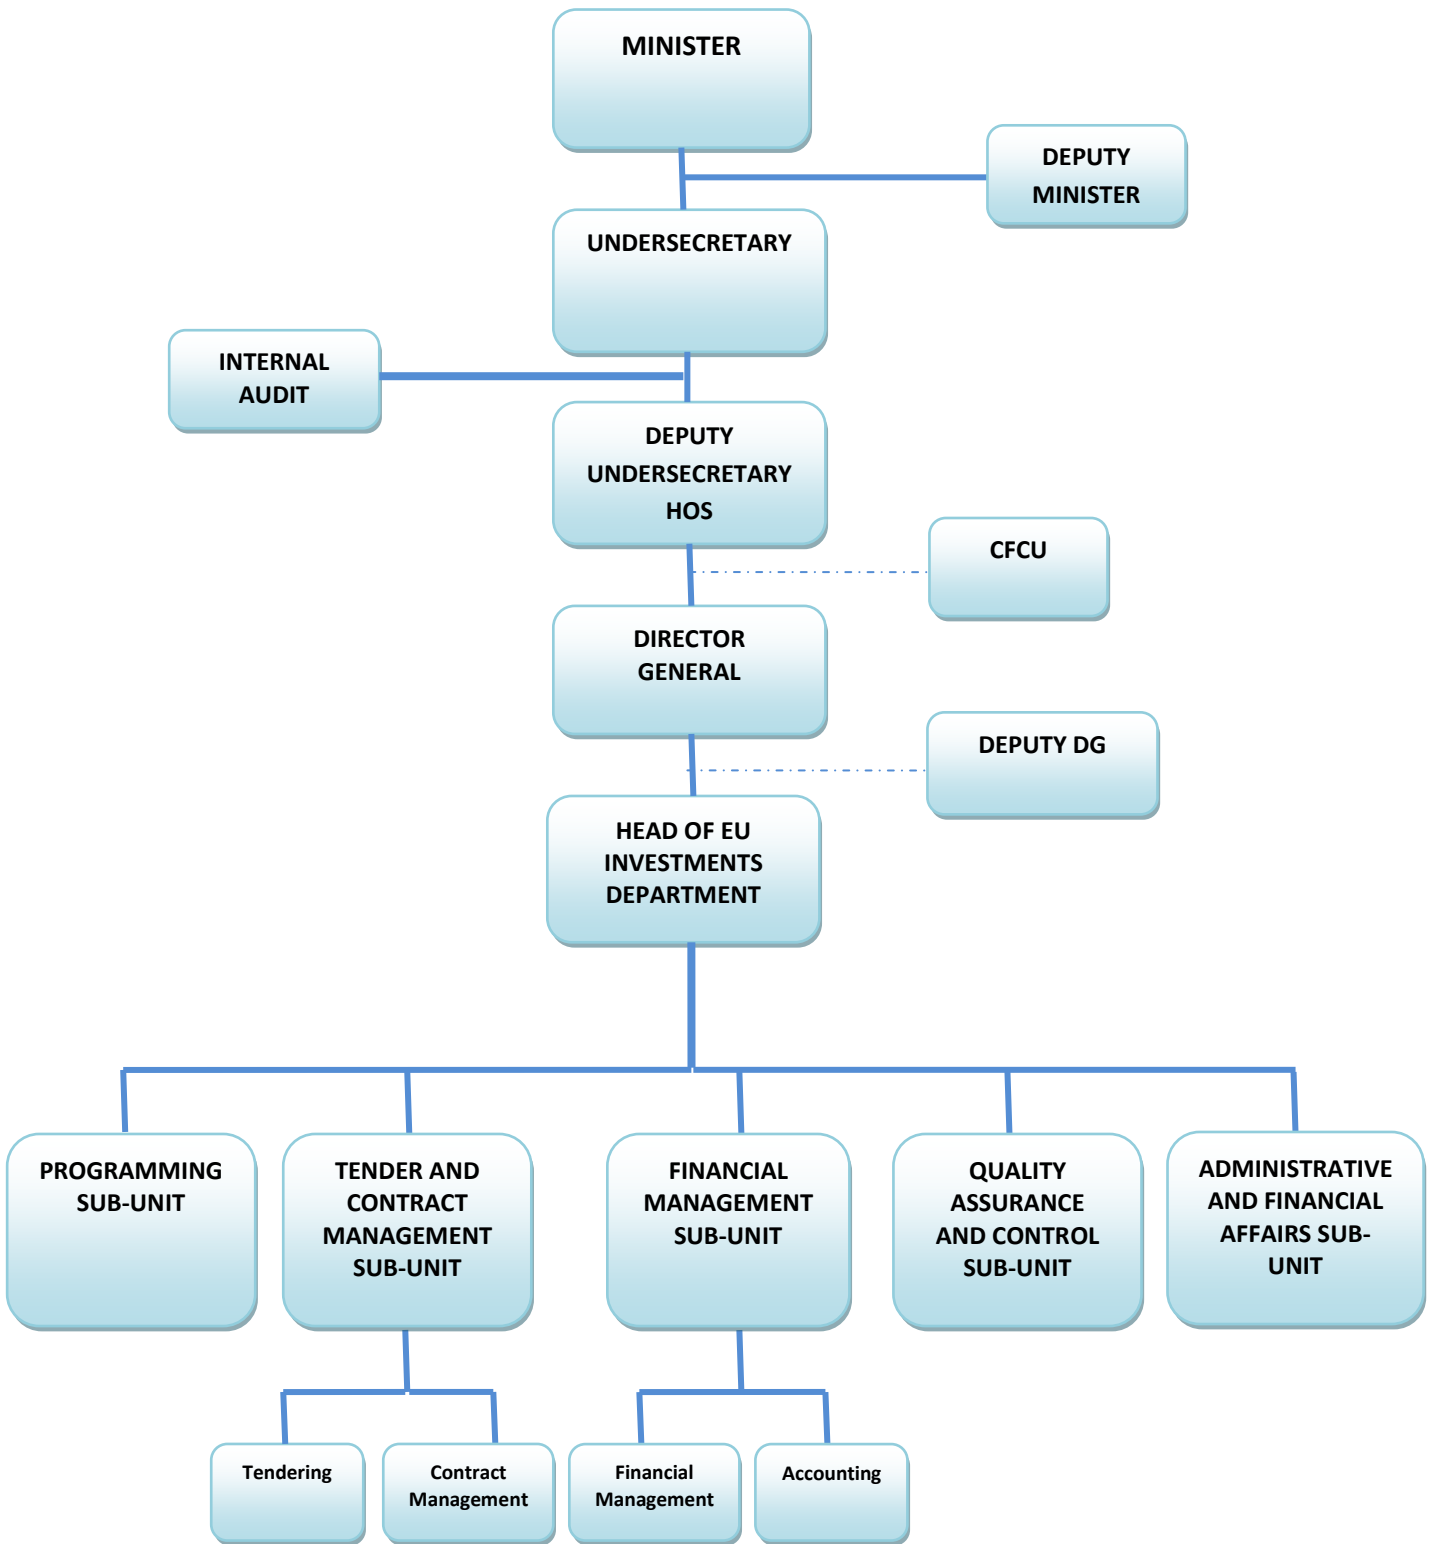 MINISTER
DEPUTY
MINISTER
UNDERSECRETARY
INTERNAL
AUDIT
DEPUTY
UNDERSECRETARY
HOS
CFCU
DIRECTOR
GENERAL
DEPUTY DG
HEAD OF EU
INVESTMENTS
DEPARTMENT
PROGRAMMING
SUB-UNIT
TENDER AND
CONTRACT
MANAGEMENT
SUB-UNIT
FINANCIAL
MANAGEMENT
SUB-UNIT
QUALITY
ASSURANCE
AND CONTROL
SUB-UNIT
ADMINISTRATIVE
AND FINANCIAL
AFFAIRS SUB-
UNIT
Tendering
Contract
Management
Financial
Management
Accounting